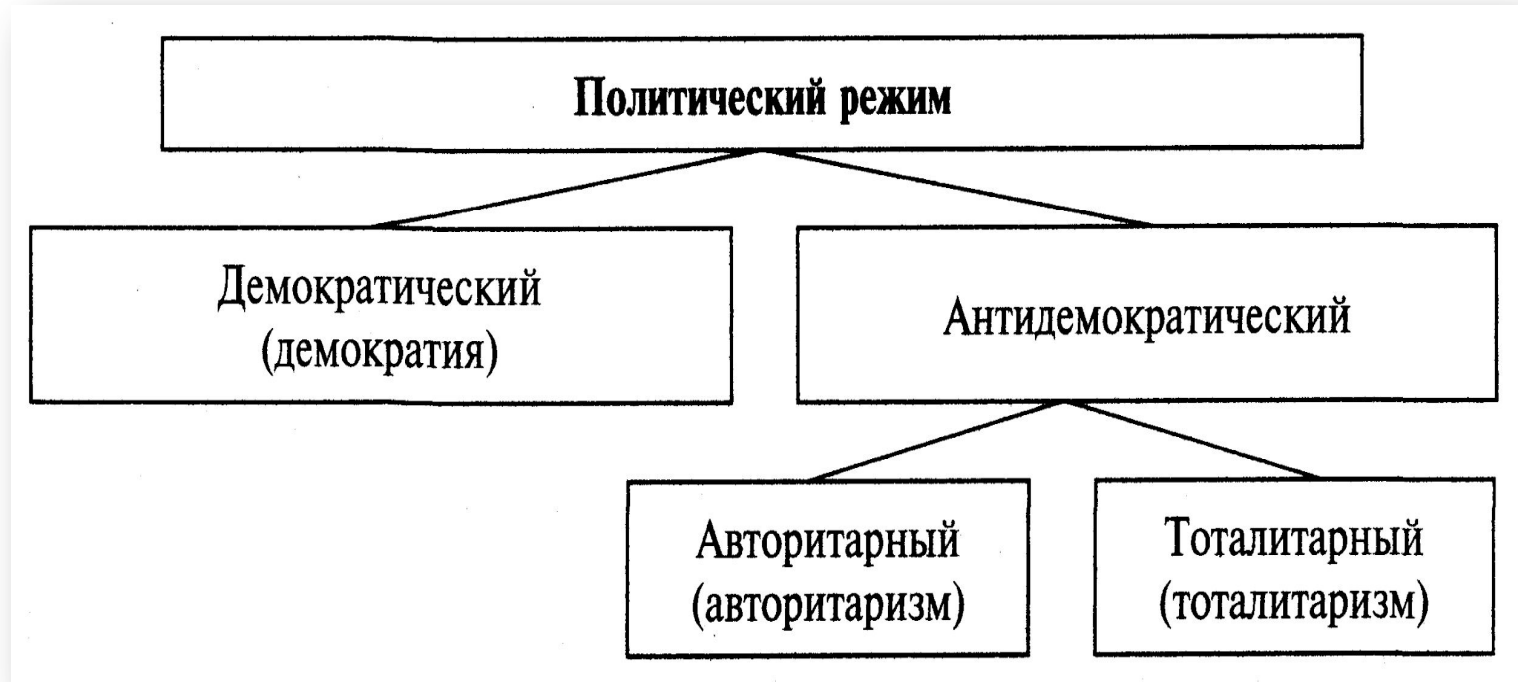 Политический режим
Демократический
(демократия)
Антидемократический
Авторитарный
(авторитаризм)
Тоталитарный
(тоталитаризм)